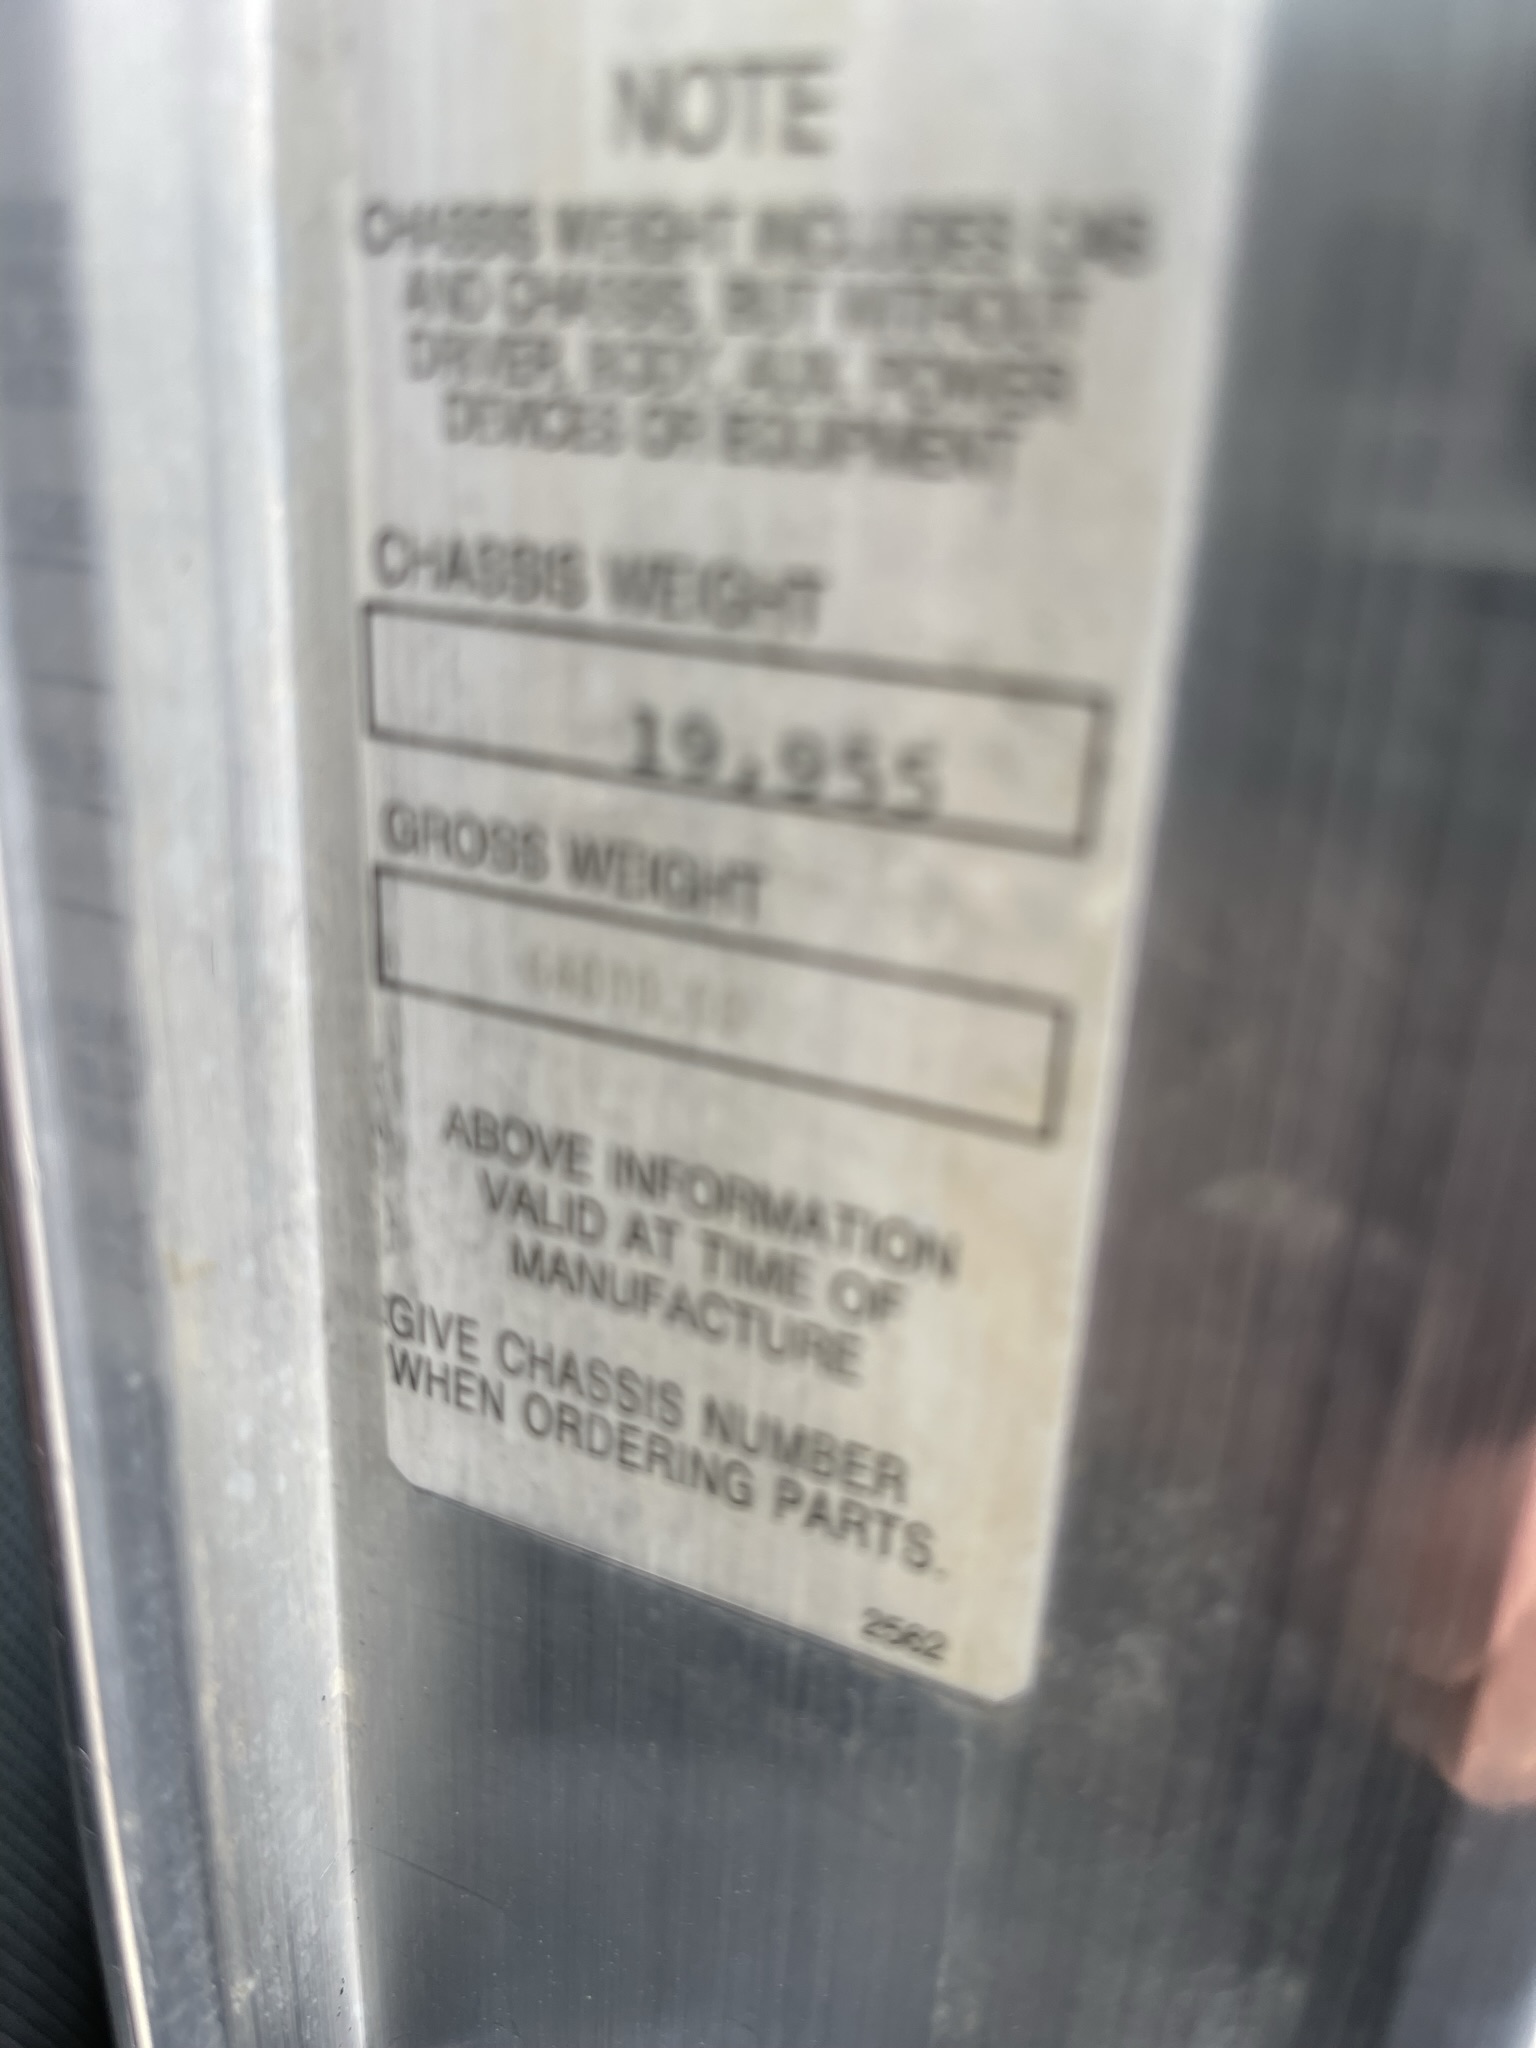 NOTE
CHASSIS WEIGHT INCLUDES CAB
AND CHASSIS, BUT WITHOUT
DRIVER, BODY, AUX. POWER
DEVICES OR EQUIPMENT
CHASSIS WEIGHT
19,955
GROSS WEIGHT
ABOVE INFORMATION
VALID AT TIME OF
MANUFACTURE
GIVE CHASSIS NUMBER
WHEN ORDERING PARTS.
2562